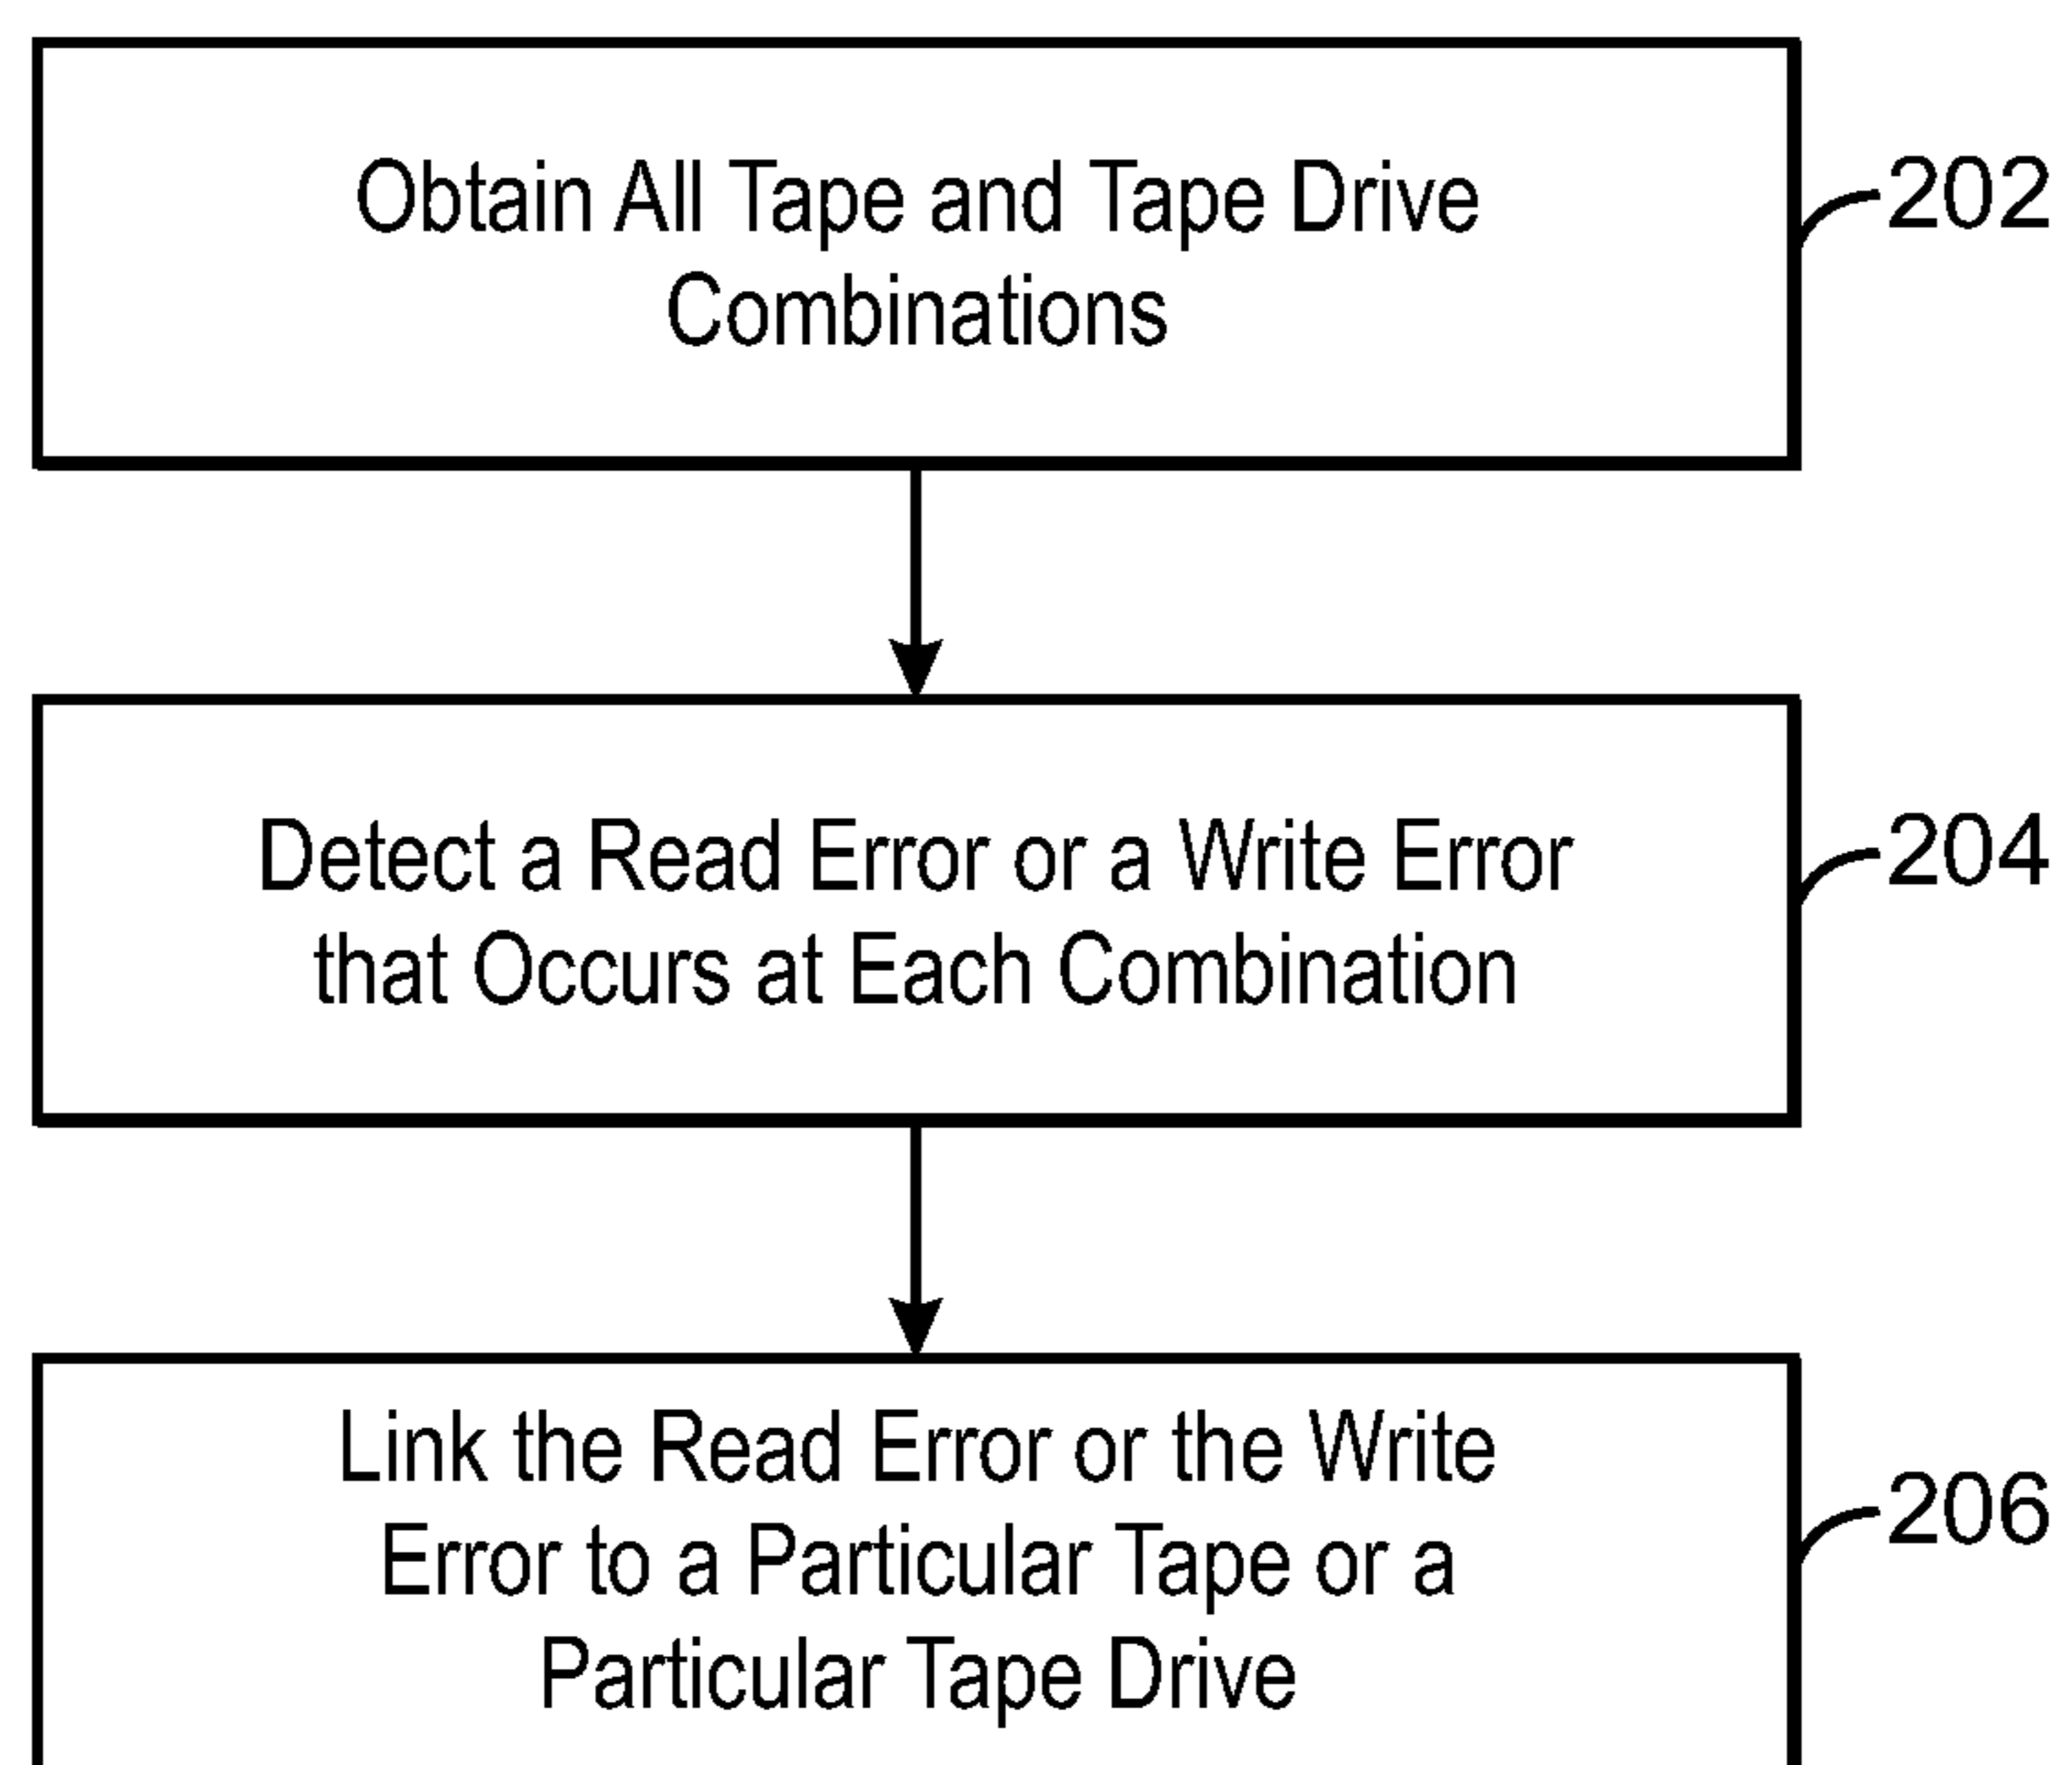 Obtain All Tape and Tape Drive
Combinations
202
Detect a Read Error or a Write Error
that Occurs at Each Combination
204
Link the Read Error or the Write
Error to a Particular Tape or a
Particular Tape Drive
206